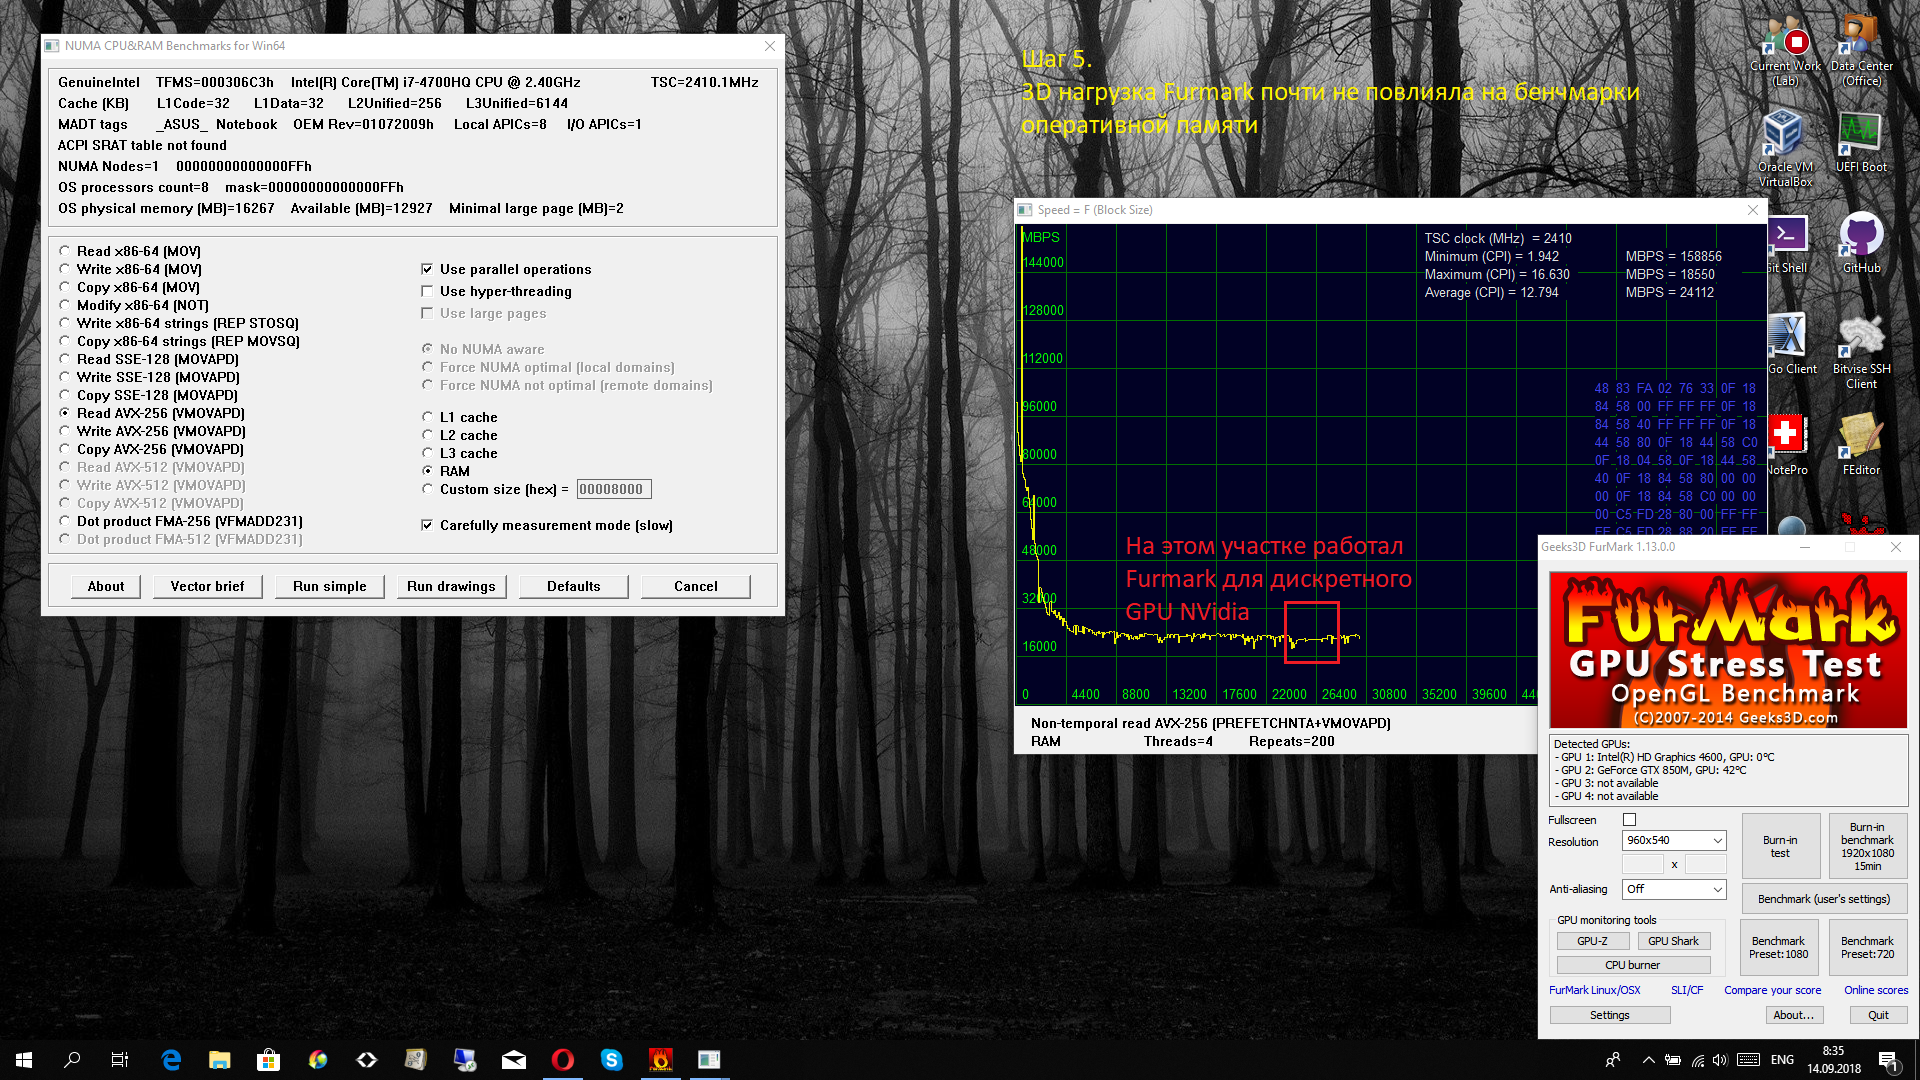 NUMA CPU&RAM Benchmarks for Win64
GenuineIntel TFMS=000306C3h Intel(R) Core(TM) i7-4700HQ CPU @ 2.40GHz TSC=2410.1MHz
Cache (KB) L1Code=32 L1Data=32 L2Unified=256 L3Unified=6144
MADT tags _ASUS_ Notebook OEM Rev=01072009h Local APICs=8 I/O APICs=1
ACPI SRAT table not found
NUMA Nodes=1 00000000000000FFh
OS processors count=8 mask=00000000000000FFh
OS physical memory (MB)=16267 Available (MB)=12927 Minimal large page (MB)=2
Read x86-64 (MOV)
Write x86-64 (MOV)
Copy x86-64 (MOV)
Modify x86-64 (NOT)
Write x86-64 strings (REP STOSQ)
Copy x86-64 strings (REP MOVSQ)
Read SSE-128 (MOVAPD)
Write SSE-128 (MOVAPD)
Copy SSE-128 (MOVAPD)
Read AVX-256 (VMOVAPD)
Write AVX-256 (VMOVAPD)
Copy AVX-256 (VMOVAPD)
Read AVX-512 (VMOVAPD)
Write AVX-512 (VMOVAPD)
Copy AVX-512 (VMOVAPD)
Dot product FMA-256 (VFMADD231)
Dot product FMA-512 (VFMADD231)
Use parallel operations
Use hyper-threading
Use large pages
No NUMA aware
Force NUMA optimal (local domains)
Force NUMA not optimal (remote domains)
L1 cache
L2 cache
L3 cache
RAM
Custom size (hex) = 00008000
Carefully measurement mode (slow)
About Vector brief Run simple Run drawings Defaults Cancel
Шаг 5.
3D нагрузка Furmark почти не повлияла на бенчмарки
оперативной памяти
Speed = F (Block Size)
MBPS
144000
128000
112000
96000
80000
64000
48000
32000
16000
0 4400 8800 13200 17600 22000 26400 30800 35200 39600 44
TSC clock (MHz) = 2410
Minimum (CPI) = 1.942 MBPS = 158856
Maximum (CPI) = 16.630 MBPS = 18550
Average (CPI) = 12.794 MBPS = 24112
48 83 FA 02 76 33 0F 18
84 58 00 FF FF FF 0F 18
84 58 40 FF FF FF 0F 18
44 58 80 0F 18 44 58 C0
0F 18 04 58 0F 18 44 58
40 0F 18 84 58 80 00 00
00 0F 18 84 58 C0 00 00
00 C5 FD 28 80 00 FF FF
FF C5 FD 28 88 20 FF FF
На этом участке работал
Furmark для дискретного
GPU NVidia
Non-temporal read AVX-256 (PREFETCHNTA+VMOVAPD)
RAM Threads=4 Repeats=200
Current Work
(Lab)
Data Center
(Office)
Oracle VM
VirtualBox
UEFI Boot
Git Shell
GitHub
Go Client
Bitvise SSH
Client
NotePro
FEditor
Geeks3D FurMark 1.13.0.0
FurMark
GPU Stress Test
OpenGL Benchmark
(C)2007-2014 Geeks3D.com
Detected GPUs:
- GPU 1: Intel(R) HD Graphics 4600, GPU: 0°C
- GPU 2: GeForce GTX 850M, GPU: 42°C
- GPU 3: not available
- GPU 4: not available
Fullscreen
Resolution 960x540
x
Anti-aliasing Off
Burn-in
test
Burn-in
benchmark
1920x1080
15min
Benchmark (user's settings)
GPU monitoring tools
GPU-Z GPU Shark
CPU burner
Benchmark
Preset:1080
Benchmark
Preset:720
FurMark Linux/OSX SLI/CF Compare your score Online scores
Settings About... Quit
ENG
8:35
14.09.2018
1